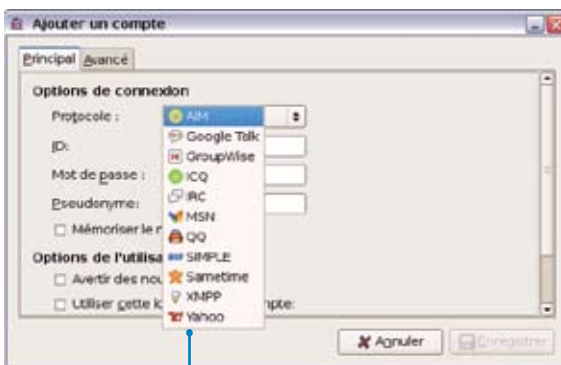 Ajouter un compte
Principal Avancé
Options de connexion
Protocole : AIM
Google Talk
ID:
GroupWise
Mot de passe :
ICQ
IRC
Pseudonyme:
MSN
Mémoriser le
QQ
Options de l'utilisa
SIMPLE
Avertir des nou
Sametime
XMPP
Utiliser cette mpte:
Yahoo
Annuler Enregistrer